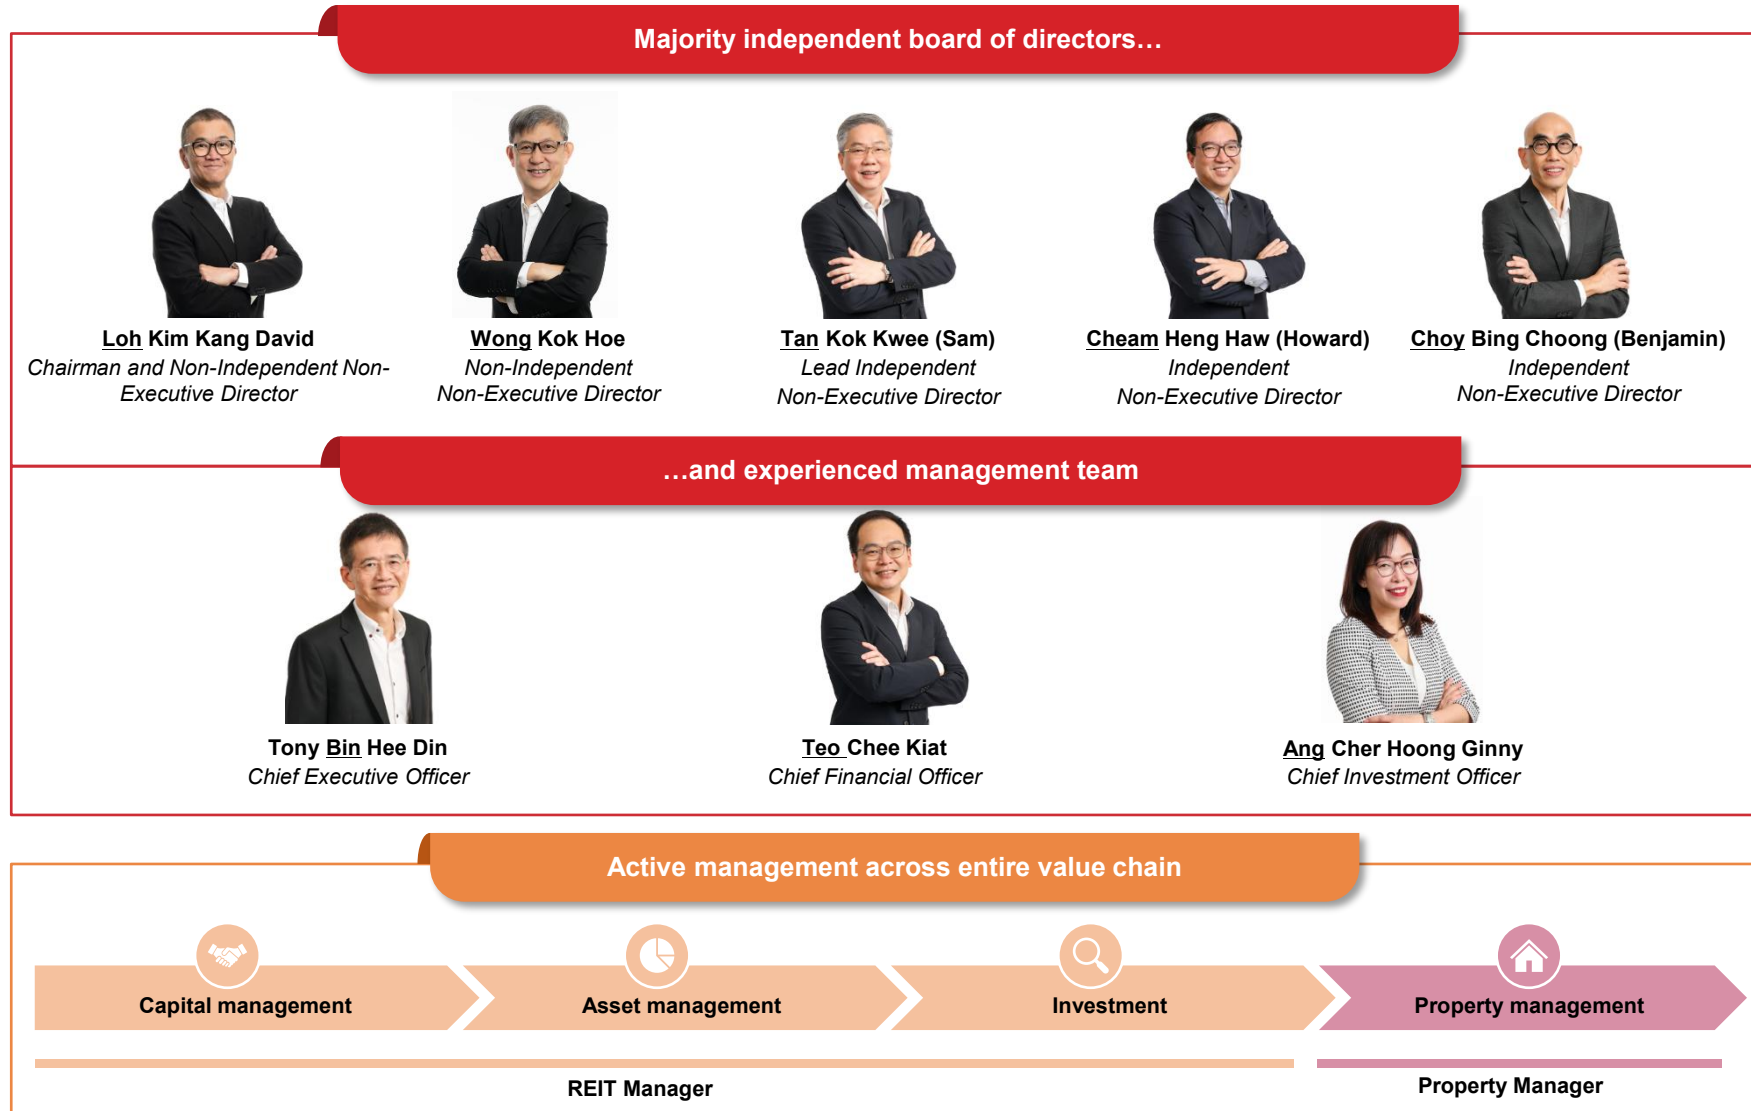 Majority independent board of directors…
Loh Kim Kang David
Chairman and Non-Independent Non-
Executive Director
Wong Kok Hoe
Non-Independent
Non-Executive Director
Tan Kok Kwee (Sam)
Lead Independent
Non-Executive Director
Cheam Heng Haw (Howard)
Independent
Non-Executive Director
Choy Bing Choong (Benjamin)
Independent
Non-Executive Director
…and experienced management team
Tony Bin Hee Din
Chief Executive Officer
Teo Chee Kiat
Chief Financial Officer
Ang Cher Hoong Ginny
Chief Investment Officer
Active management across entire value chain
Capital management
Asset management
Investment
Property management
REIT Manager
Property Manager